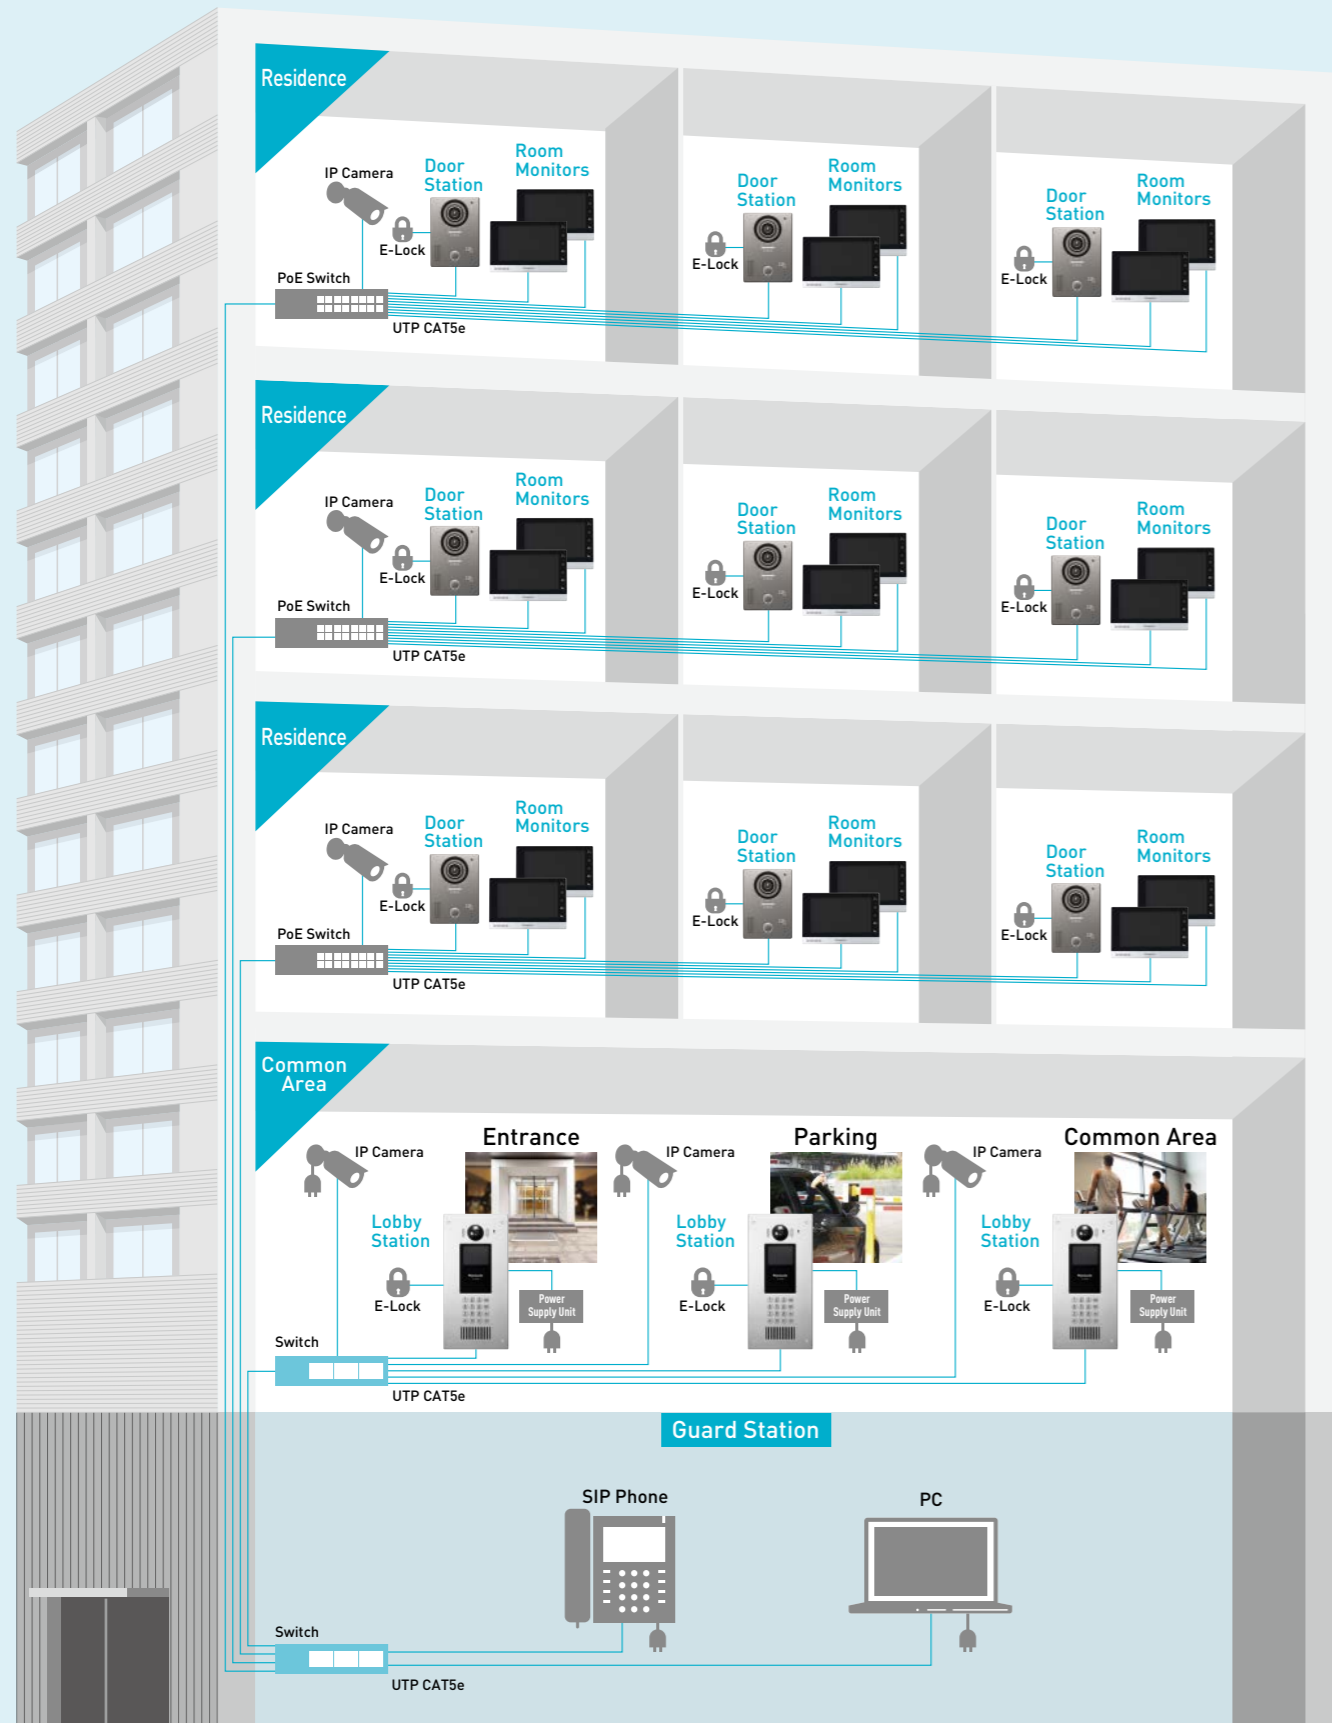 Residence
IP Camera
Door
Station
Room
Monitors
E-Lock
PoE Switch
UTP CAT5e
Door
Station
Room
Monitors
E-Lock
Door
Station
Room
Monitors
E-Lock
Residence
IP Camera
Door
Station
Room
Monitors
E-Lock
PoE Switch
UTP CAT5e
Door
Station
Room
Monitors
E-Lock
Door
Station
Room
Monitors
E-Lock
Residence
IP Camera
Door
Station
Room
Monitors
E-Lock
PoE Switch
UTP CAT5e
Door
Station
Room
Monitors
E-Lock
Door
Station
Room
Monitors
E-Lock
Common
Area
IP Camera
Entrance
Lobby
Station
E-Lock
Power
Supply Unit
IP Camera
Parking
Lobby
Station
E-Lock
Power
Supply Unit
IP Camera
Common Area
Lobby
Station
E-Lock
Power
Supply Unit
Switch
UTP CAT5e
Guard Station
SIP Phone
PC
Switch
UTP CAT5e